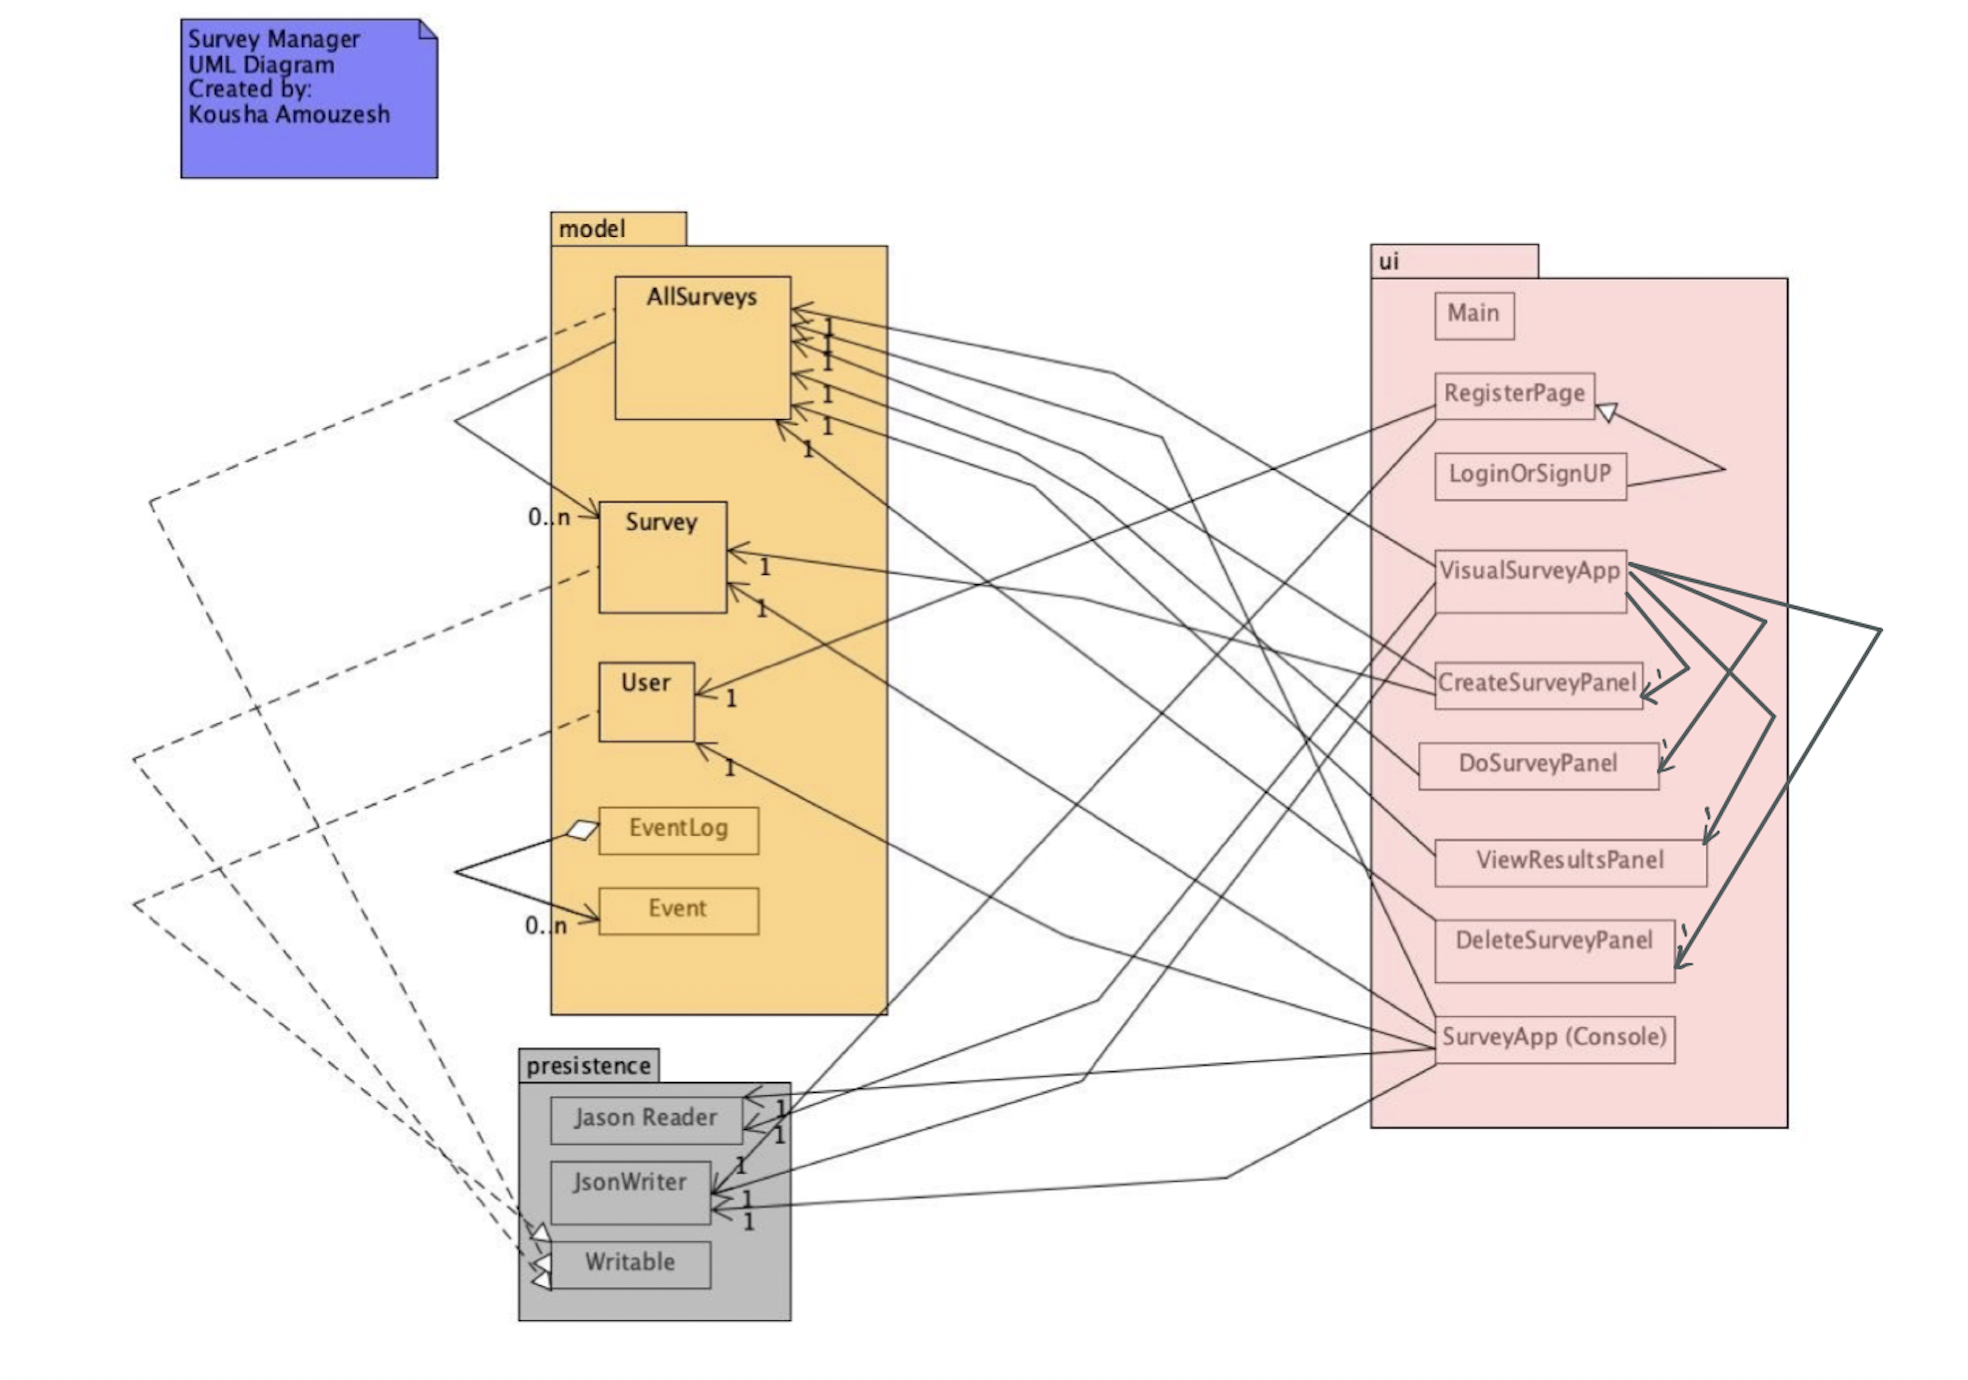 Survey Manager
UML Diagram
Created by:
Kousha Amouzesh
model
AllSurveys
1
1
1
1
1
1
0..n
Survey
1
1
User
1
1
EventLog
Event
0..n
presistence
Jason Reader
1
1
JsonWriter
1
1
1
Writable
ui
Main
RegisterPage
LoginOrSignUP
VisualSurveyApp
CreateSurveyPanel
DoSurveyPanel
ViewResultsPanel
DeleteSurveyPanel
SurveyApp (Console)